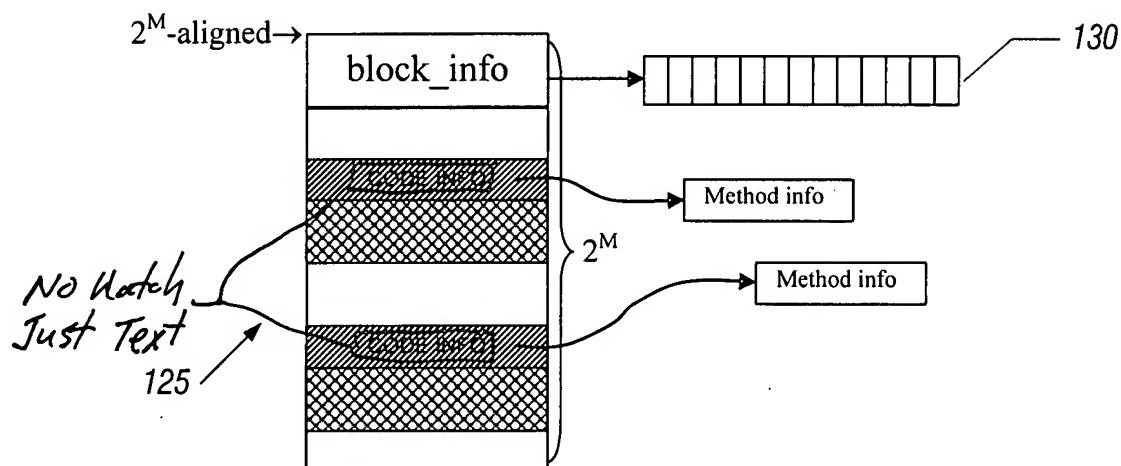 2^M-aligned→
block_info
130
CODE INFO
Method info
2^M
Method info
No Hatch
Just Text
CODE INFO
125